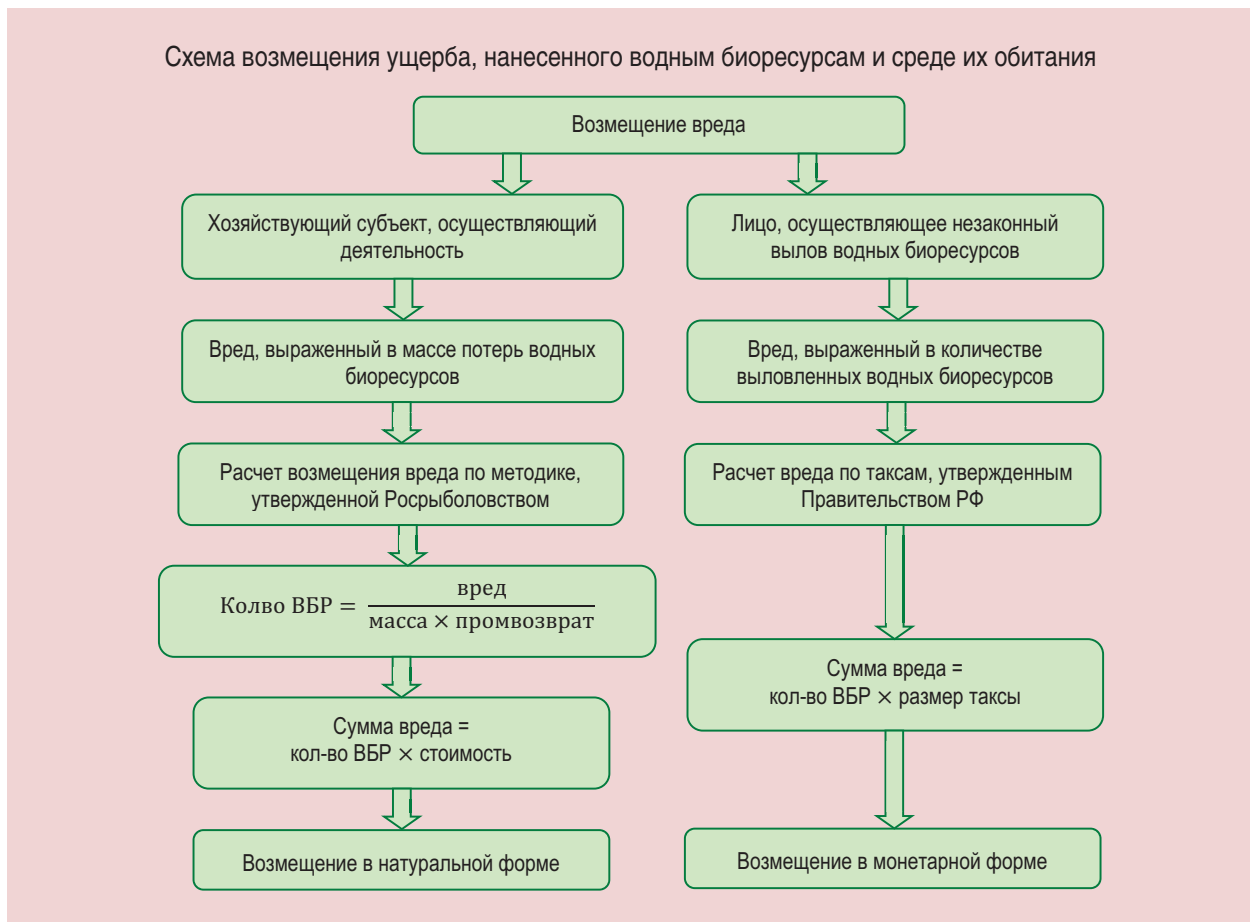 Схема возмещения ущерба, нанесенного водным биоресурсам и среде их обитания
Возмещение вреда
Хозяйствующий субъект, осуществляющий
деятельность
Вред, выраженный в массе потерь водных
биоресурсов
Расчет возмещения вреда по методике,
утвержденной Росрыболовством
Колво ВБР = вред
масса × промвозврат
Сумма вреда =
кол-во ВБР × стоимость
Возмещение в натуральной форме
Лицо, осуществляющее незаконный
вылов водных биоресурсов
Вред, выраженный в количестве
выловленных водных биоресурсов
Расчет вреда по таксам, утвержденным
Правительством РФ
Сумма вреда =
кол-во ВБР × размер таксы
Возмещение в монетарной форме